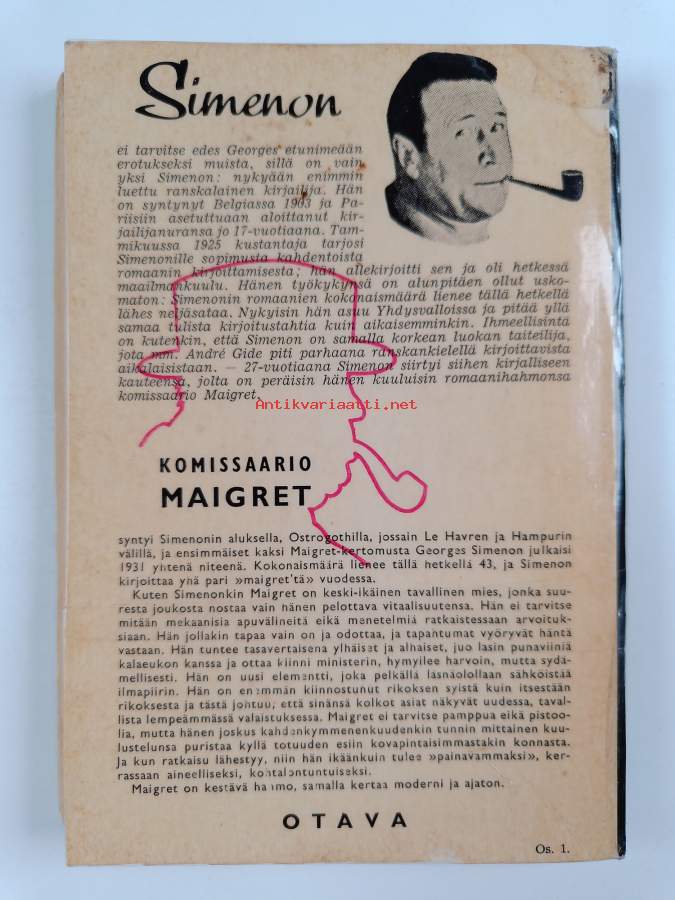 Simenon
ei tarvitse edes Georges etunimeään
erotukseksi muista, sillä on vain
yksi Simenon: nykyään enimmin
luettu ranskalainen kirjailija. Hän
on syntynyt Belgiassa 1903 ja Pa-
riisiin asetuttuaan aloittanut kir-
jailijanuransa jo 17-vuotiaana. Tam-
mikuussa 1925 kustantaja tarjosi
Simenonille sopimusta kahdentoista
romaanin kirjoittamisesta; hän allekirjoitti sen ja oli hetkessä
maailmankuulu. Hänen työkykynsä on alunpitäen ollut usko-
maton: Simenonin romaanien kokonaismäärä lienee tällä hetkellä
lähes neljäsataa. Nykyisin hän asuu Yhdysvalloissa ja pitää yllä
samaa tulista kirjoitustahtia kuin aikaisemminkin. Ihmeellisintä
on kuitenkin, että Simenon on samalla korkean luokan taiteilija,
jota mm. André Gide piti parhaana ranskankielellä kirjoittavista
aikalaisistaan. — 27-vuotiaana Simenon siirtyi siihen kirjalliseen
kauteensa, jolta on peräisin hänen kuuluisin romaanihahmonsa
komissaario Maigret.
Antikvariaatti.net
KOMISSAARIO
MAIGRET
syntyi Simenonin aluksella, Ostrogothilla, jossain Le Havren ja Hampurin
välillä, ja ensimmäiset kaksi Maigret-kertomusta Georges Simenon julkaisi
1931 yhtenä niteenä. Kokonaismäärä lienee tällä hetkellä 43, ja Simenon
kirjoittaa yhä pari »maigret'tä» vuodessa.
Kuten Simenonkin Maigret on keski-ikäinen tavallinen mies, jonka suu-
resta joukosta nostaa vain hänen pelottava vitaalisuutensa. Hän ei tarvitse
mitään mekaanisia apuvälineitä eikä menetelmiä ratkaistessaan arvoituk-
siaan. Hän jollakin tapaa vain on ja odottaa, ja tapahtumat vyöryvät häntä
vastaan. Hän tuntee tasavertaisena ylhäiset ja alhaiset, juo lasin punaviiniä
kalaeukon kanssa ja ottaa kiinni ministerin, hymyilee harvoin, mutta sydä-
mellisesti. Hän on uusi elementti, joka pelkällä läsnäolollaan sähköistää
ilmapiirin. Hän on enemmän kiinnostunut rikoksen syistä kuin itsestään
rikoksesta ja tästä johtuu, että sinänsä kolkot asiat näkyvät uudessa, taval-
lista lempeämmässä valaistuksessa. Maigret ei tarvitse pamppua eikä pistoo-
lia, mutta hänen joskus kahdenkymmenenkuudenkin tunnin mittainen kuu-
lustelunsa puristaa kyllä totuuden esiin kovapintaisimmastakin konnasta.
Ja kun ratkaisu lähestyy, niin hän ikäänkuin tulee »painavammaksi», ker-
rassaan aineelliseksi, kohtalontuntuiseksi.
Maigret on kestävä hahmo, samalla kertaa moderni ja ajaton.
OTAVA
Os. 1.